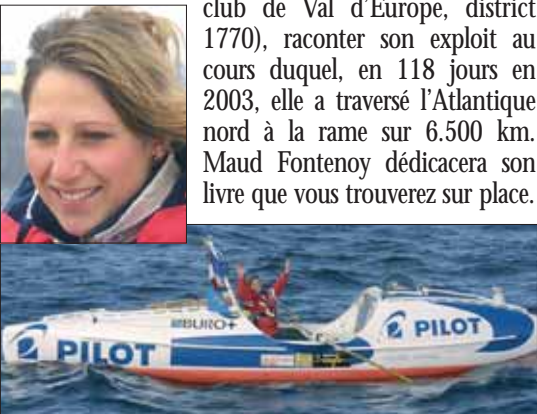 club de Val d'Europe, district
1770), raconter son exploit au
cours duquel, en 118 jours en
2003, elle a traversé l'Atlantique
nord à la rame sur 6.500 km.
Maud Fontenoy dédicacera son
livre que vous trouverez sur place.
BURO+
PILOT
PILOT